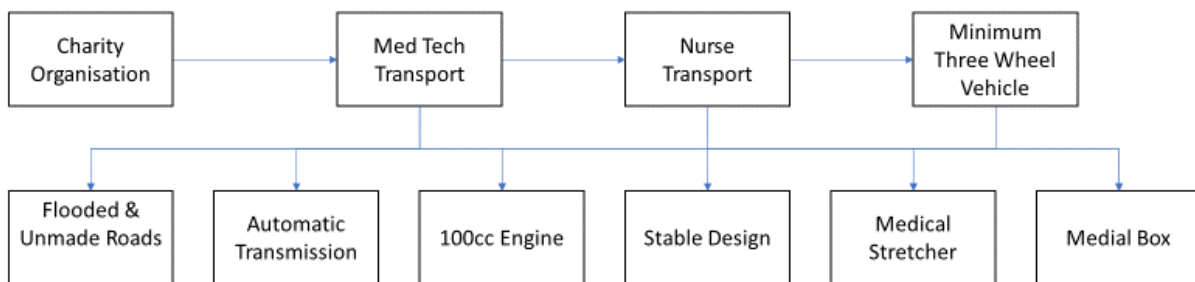 Charity
Organisation
Med Tech
Transport
Nurse
Transport
Minimum
Three Wheel
Vehicle
Flooded &
Unmade Roads
Automatic
Transmission
100cc Engine
Stable Design
Medical
Stretcher
Medial Box